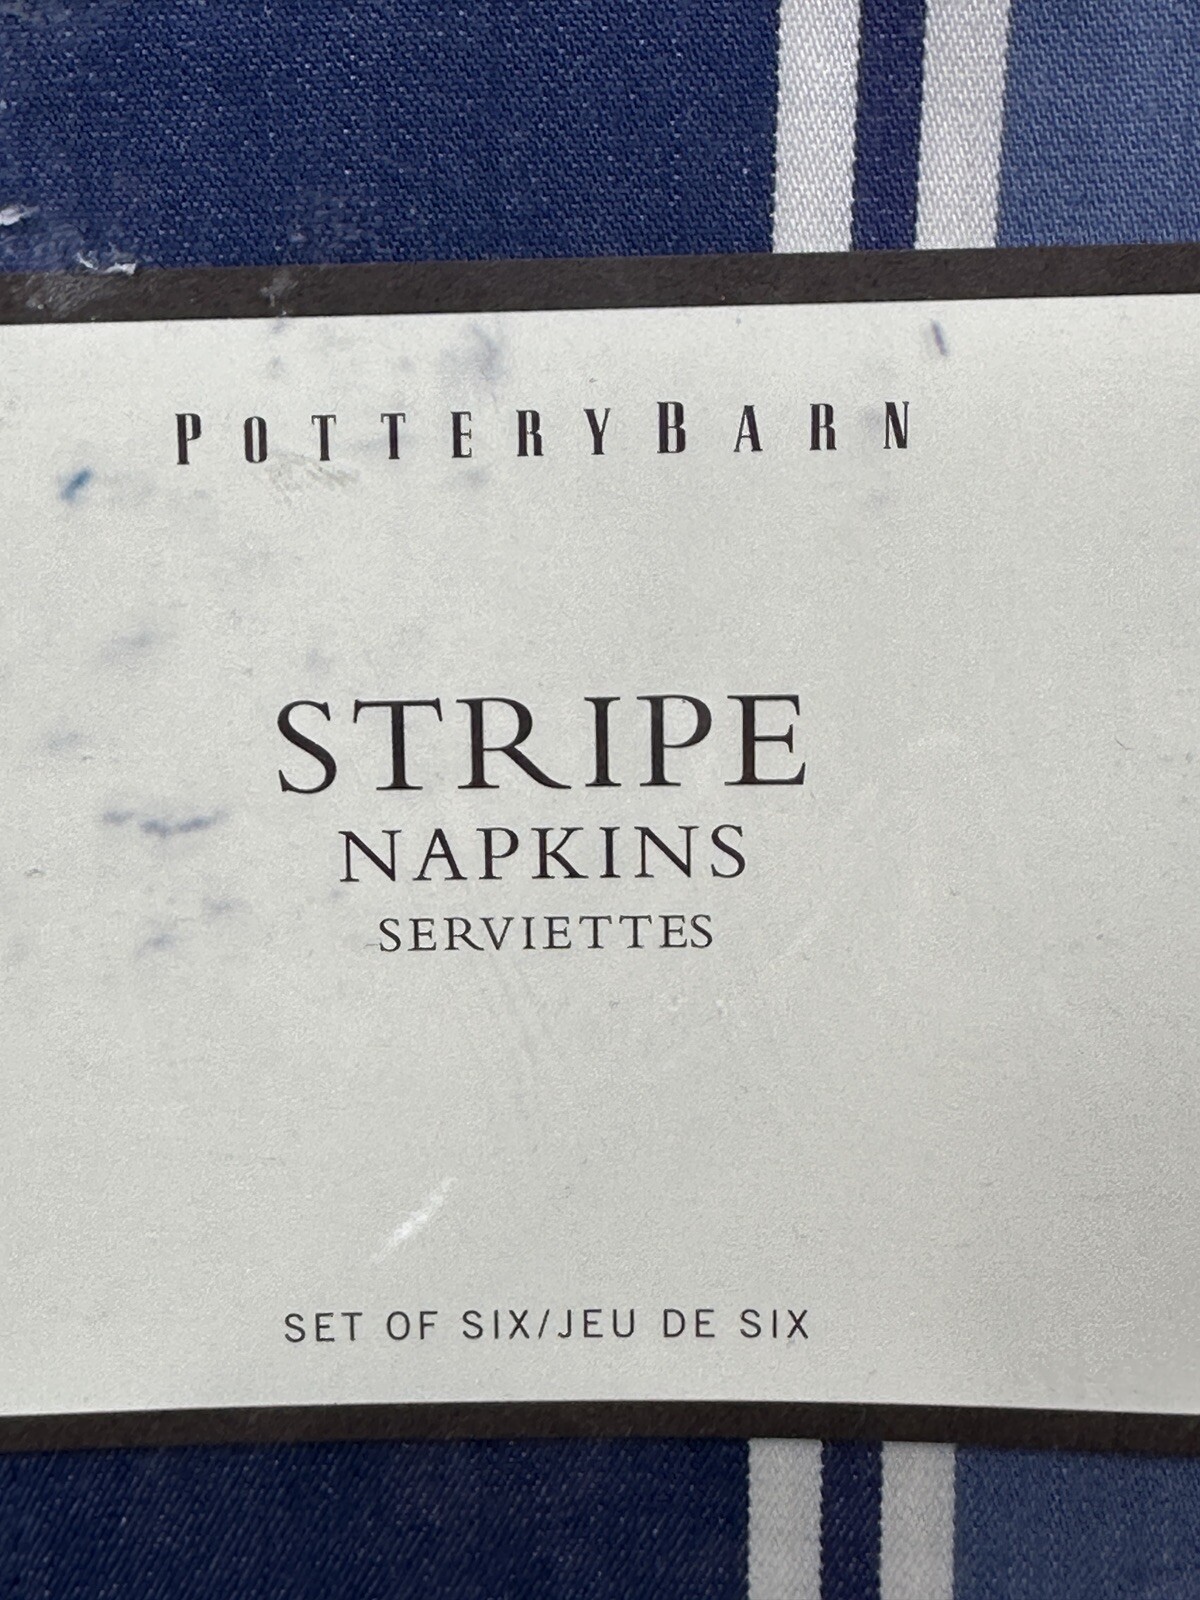 POTTERYBARN
STRIPE
NAPKINS
SERVIETTES
SET OF SIX/JEU DE SIX